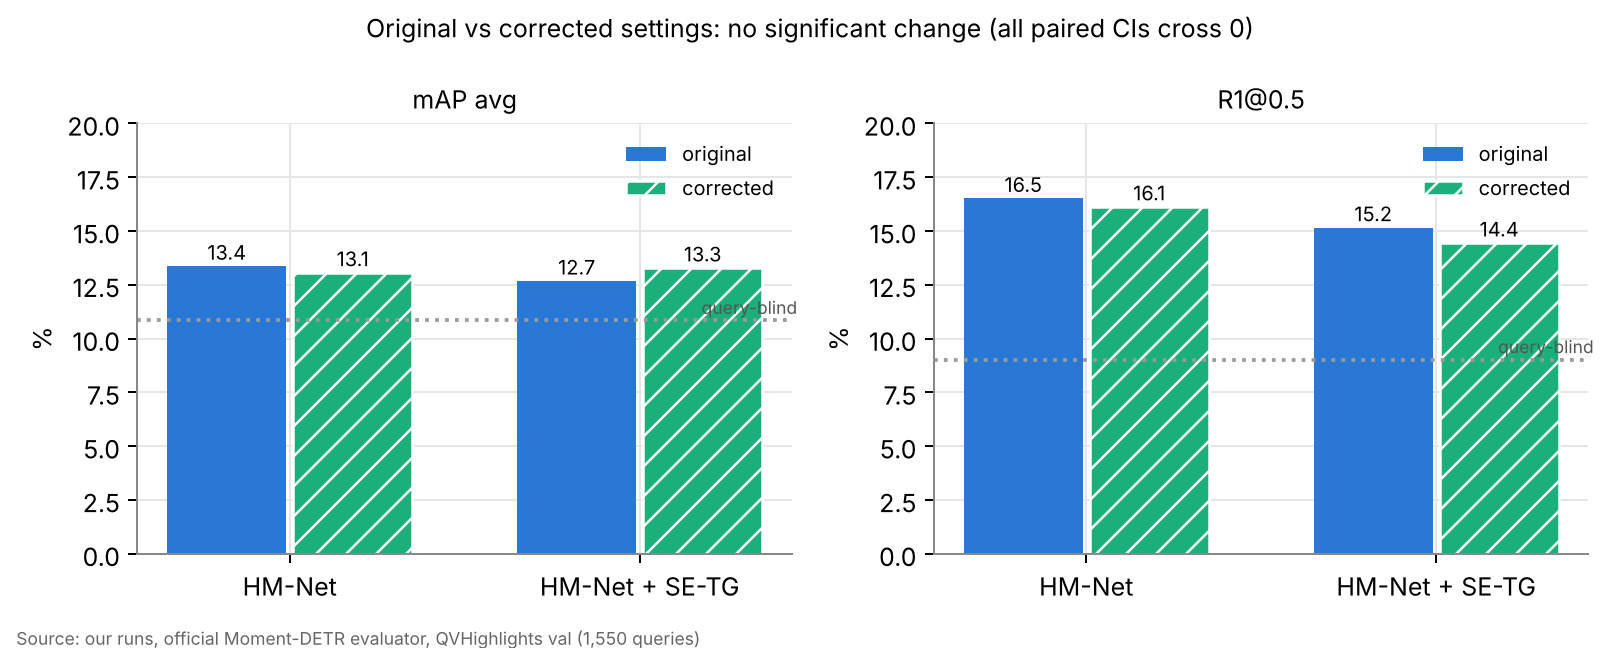 Original vs corrected settings: no significant change (all paired CIs cross 0)
mAP avg
20.0
17.5
15.0
12.5
10.0
7.5
5.0
2.5
0.0
%
original
corrected
13.4
13.1
12.7
13.3
query-blind
HM-Net
HM-Net + SE-TG
R1@0.5
20.0
17.5
15.0
12.5
10.0
7.5
5.0
2.5
0.0
%
original
corrected
16.5
16.1
15.2
14.4
query-blind
HM-Net
HM-Net + SE-TG
Source: our runs, official Moment-DETR evaluator, QVHighlights val (1,550 queries)